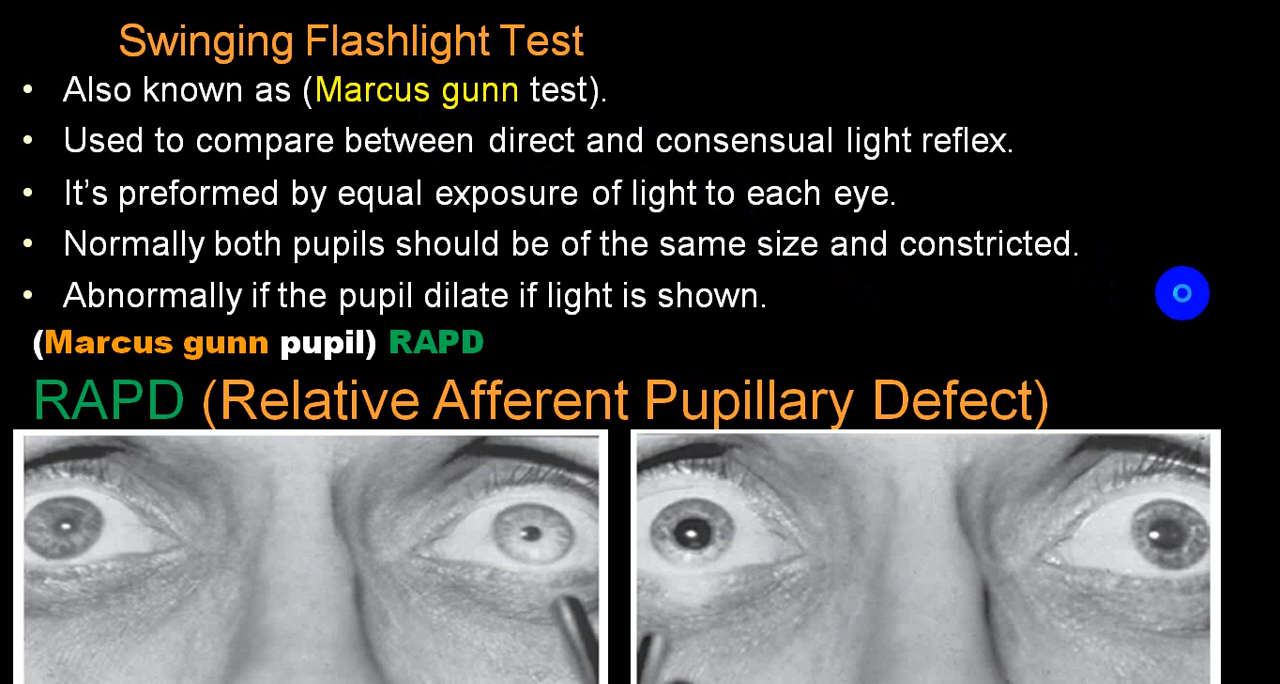 Swinging Flashlight Test
• Also known as (Marcus gunn test).
• Used to compare between direct and consensual light reflex.
• It's preformed by equal exposure of light to each eye.
• Normally both pupils should be of the same size and constricted.
• Abnormally if the pupil dilate if light is shown.
(Marcus gunn pupil) RAPD
RAPD (Relative Afferent Pupillary Defect)